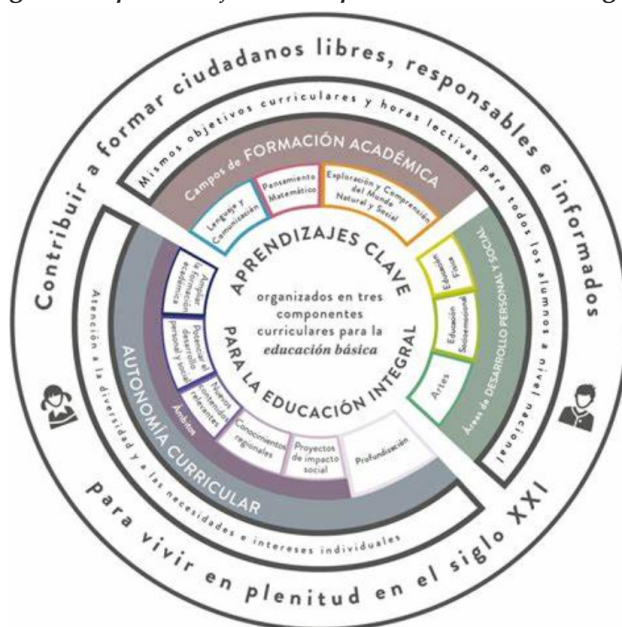 Contribuir a formar ciudadanos libres, responsables e informados
para vivir en plenitud en el siglo XXI
Mismos objetivos curriculares y horas lectivas para todos los alumnos a nivel nacional
Campos de FORMACIÓN ACADÉMICA
Lenguaje y
Comunicación
Pensamiento
Matemático
Exploración y Comprensión
del Mundo
Natural y Social
Áreas de DESARROLLO PERSONAL Y SOCIAL
Educación
Física
Educación
Socioemocional
Artes
Atención a la diversidad y a las necesidades e intereses individuales
AUTONOMÍA CURRICULAR
Ámbitos
Ampliar
la formación
académica
Potenciar el
desarrollo
personal y social
Nuevos
contenidos
relevantes
Conocimientos
regionales
Proyectos
de impacto
social
Profundización
APRENDIZAJES CLAVE
organizados en tres
componentes
curriculares para la
educación básica
PARA LA EDUCACIÓN INTEGRAL